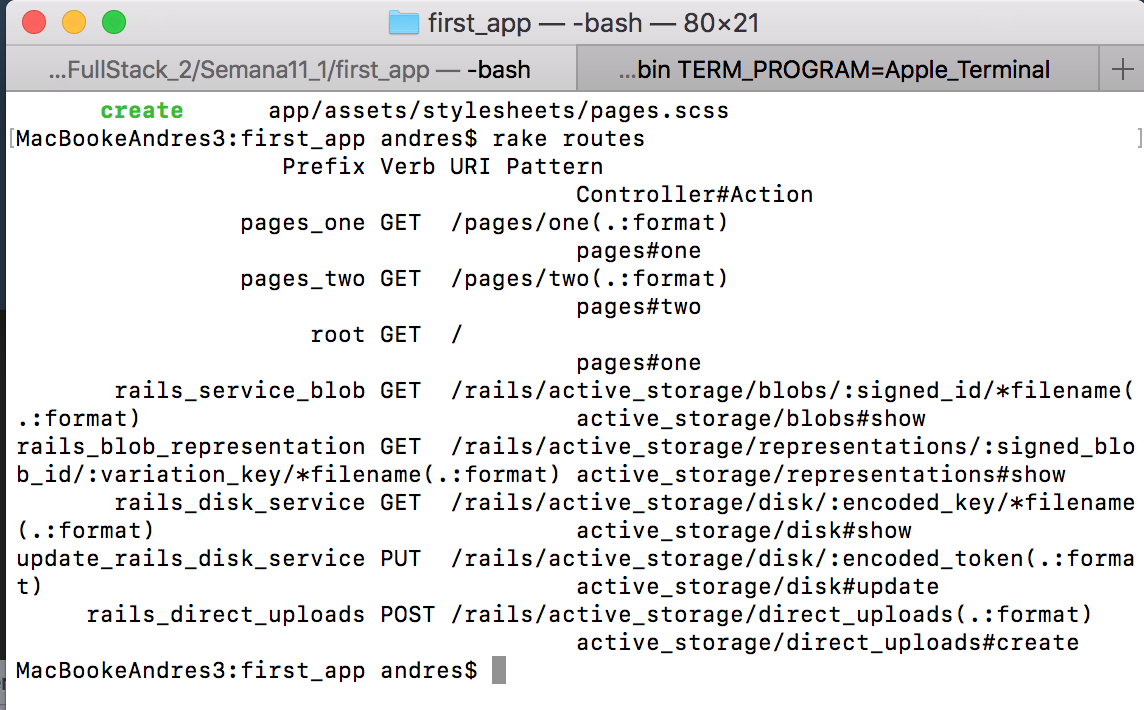 first_app — -bash — 80×21
...FullStack_2/Semana11_1/first_app — -bash
...bin TERM_PROGRAM=Apple_Terminal
create app/assets/stylesheets/pages.scss
[MacBookeAndres3:first_app andres$ rake routes ]
Prefix Verb URI Pattern
Controller#Action
pages_one GET /pages/one(.:format)
pages#one
pages_two GET /pages/two(.:format)
pages#two
root GET /
pages#one
rails_service_blob GET /rails/active_storage/blobs/:signed_id/*filename(
.:format) active_storage/blobs#show
rails_blob_representation GET /rails/active_storage/representations/:signed_blo
b_id/:variation_key/*filename(.:format) active_storage/representations#show
rails_disk_service GET /rails/active_storage/disk/:encoded_key/*filename
(.:format) active_storage/disk#show
update_rails_disk_service PUT /rails/active_storage/disk/:encoded_token(.:forma
t) active_storage/disk#update
rails_direct_uploads POST /rails/active_storage/direct_uploads(.:format)
active_storage/direct_uploads#create
MacBookeAndres3:first_app andres$